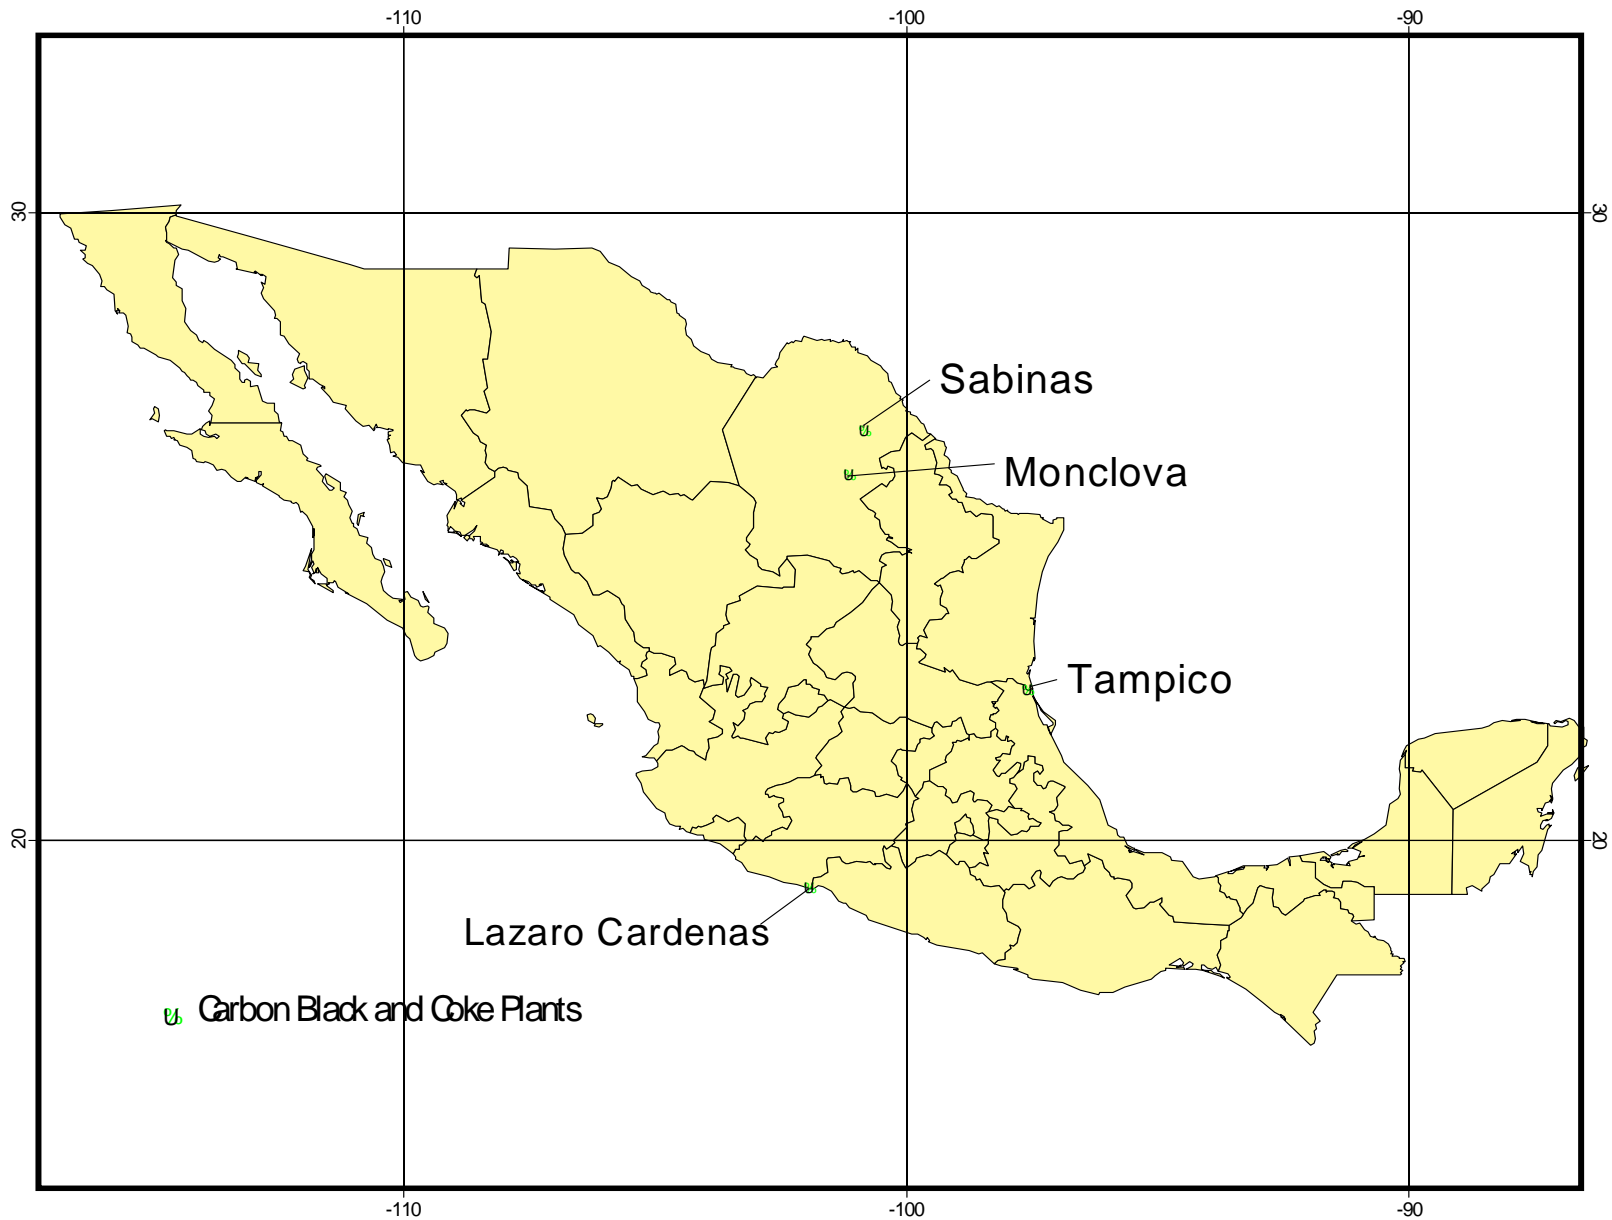 -110 -100 -90
30 30
Sabinas
Monclova
Tampico
20 20
Lazaro Cardenas
Carbon Black and Coke Plants
-110 -100 -90